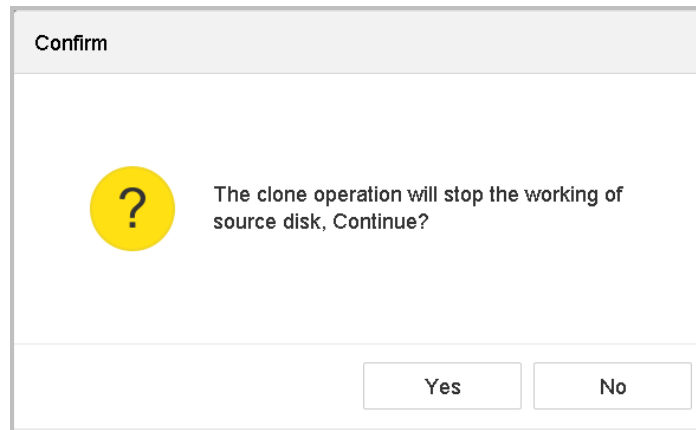 Confirm
?
The clone operation will stop the working of
source disk, Continue?
Yes
No